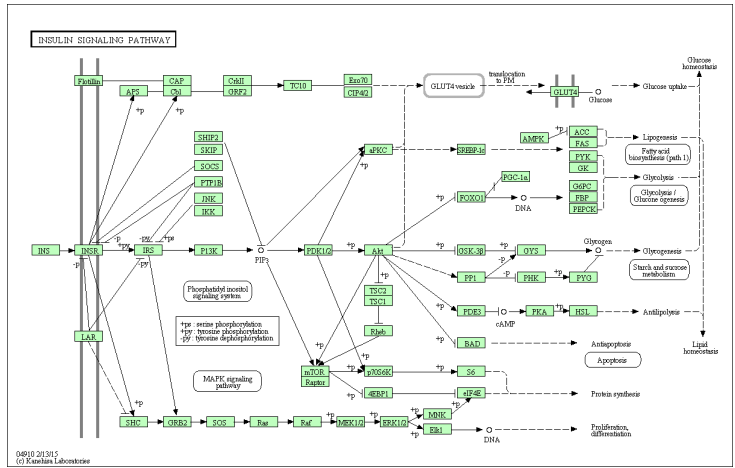 INSULIN SIGNALING PATHWAY
Glucose
homeostasis
Flotillin
CAP
CrkII
TC10
Exo70
translocation
to PM
APS
Cbl
GRF2
CIP4/2
GLUT4 vesicle
GLUT4
Glucose
Glucose uptake
+p
+p
SHIP2
SKIP
SOCS
PTP1B
JNK
IKK
aPKC
+p
SREBP-1c
AMPK
+p
ACC
FAS
Lipogenesis
Fatty acid
biosynthesis (path 1)
PYK
GK
Glycolysis
PGC-1α
FOXO1
DNA
G6PC
FBP
PEPCK
Glycolysis /
Glucone ogenesis
+p
INS
INSR
-p
+py
-py
+ps
IRS
-p
-py
PI3K
PIP3
PDK1/2
+p
Akt
+p
GSK-3β
+p
GYS
Glycogen
Glycogenesis
PP1
-p
-p
PHK
+p
PYG
Starch and sucrose
metabolism
Phosphatidyl inositol
signaling system
+p
+p
TSC2
TSC1
Rheb
+p
PDE3
cAMP
PKA
+p
HSL
Antilipolysis
+ps : serine phosphorylation
+py : tyrosine phosphorylation
-py : tyrosine dephosphorylation
LAR
+p
BAD
Antiapoptosis
Apoptosis
Lipid
homeostasis
MAPK signaling
pathway
mTOR
Raptor
+p
p70S6K
+p
S6
+p
4EBP1
eIF4E
Protein synthesis
+p
SHC
GRB2
SOS
Ras
Raf
+p
MEK1/2
+p
ERK1/2
+p
+p
MNK
+p
Elk1
DNA
Proliferation,
differentiation
04910 2/13/15
(c) Kanehisa Laboratories